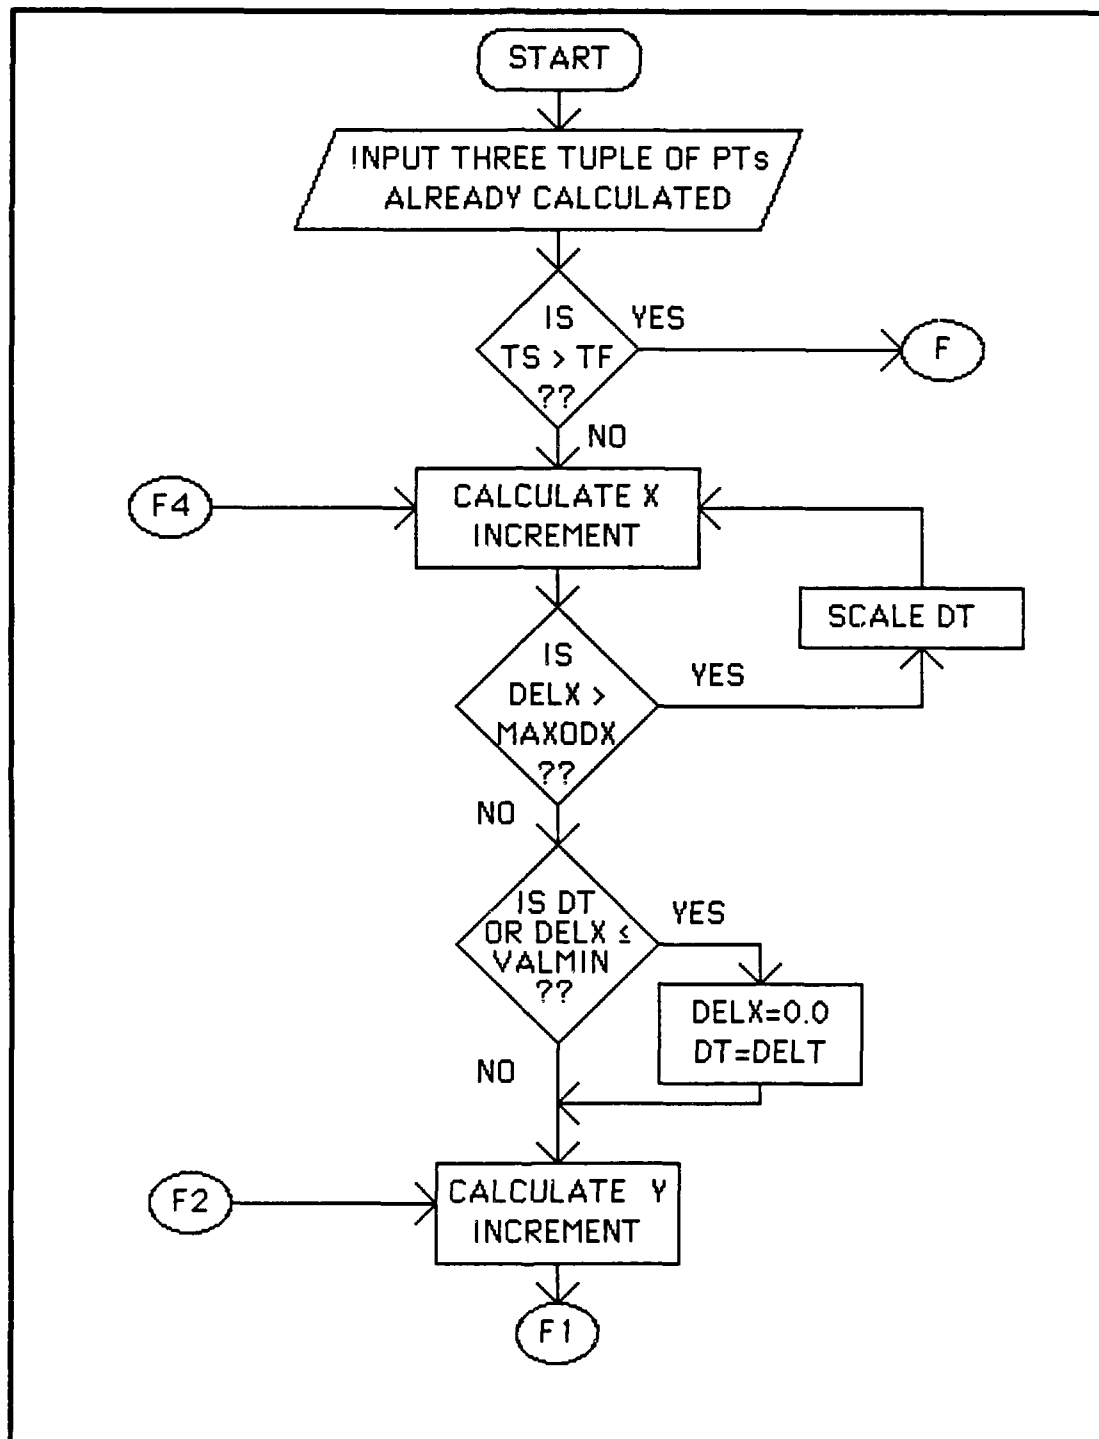 START
INPUT THREE TUPLE OF PTs
ALREADY CALCULATED
IS
TS > TF
??
YES
F
NO
F4
CALCULATE X
INCREMENT
SCALE DT
IS
DELX >
MAXODX
??
YES
NO
IS DT
OR DELX ≤
VALMIN
??
YES
DELX=0.0
DT=DELT
NO
F2
CALCULATE Y
INCREMENT
F1